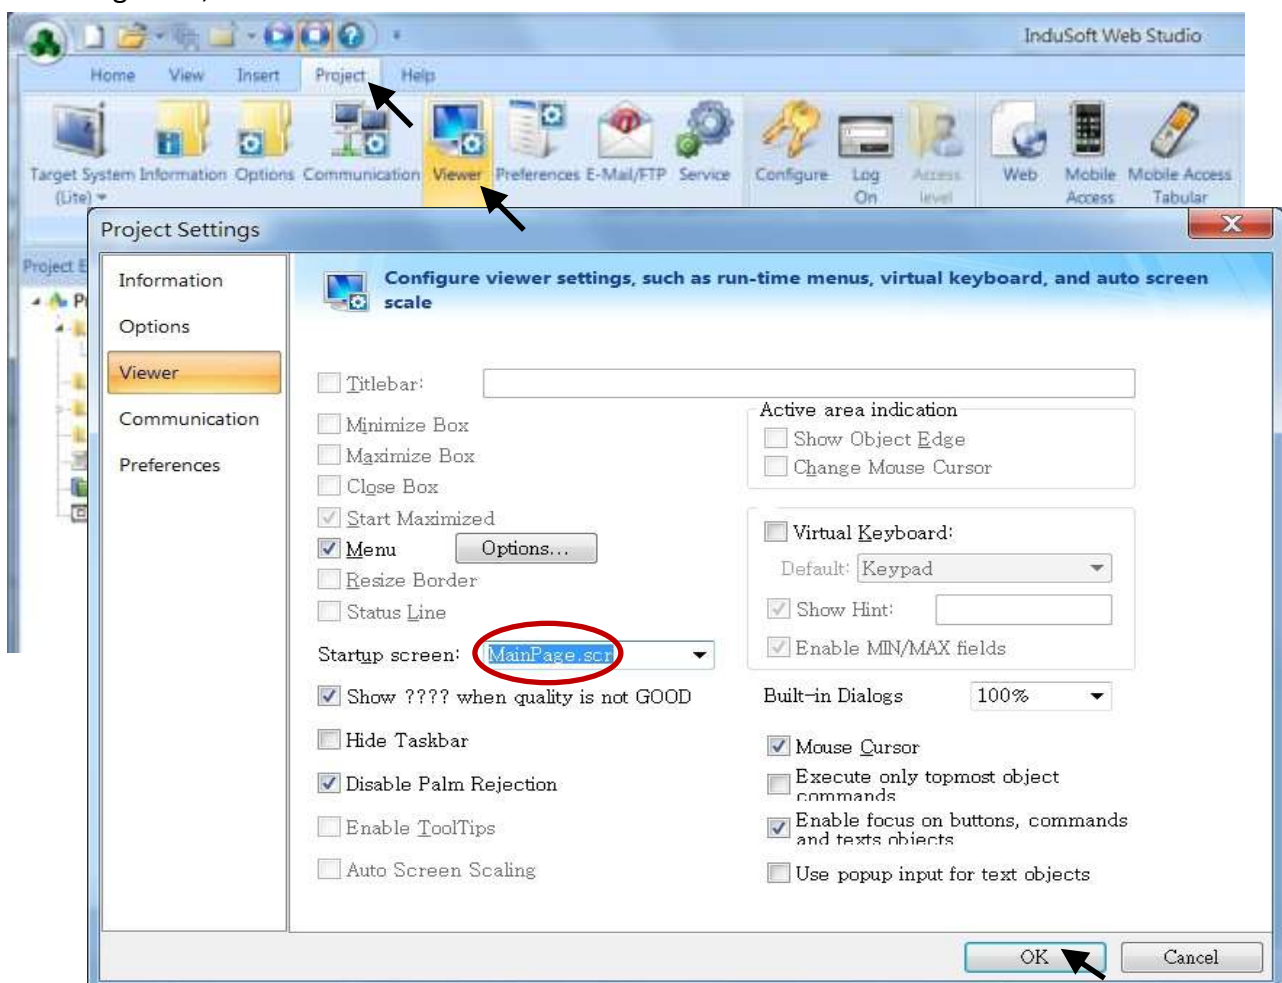 InduSoft Web Studio
Home View Insert Project Help
Target System (Lite) Information Options Communication Viewer Preferences E-Mail/FTP Service Configure Log On Access level Web Mobile Access Mobile Access Tabular
Project Settings
Project E
P
Information
Options
Viewer
Communication
Preferences
Configure viewer settings, such as run-time menus, virtual keyboard, and auto screen
scale
Titlebar:
Minimize Box
Maximize Box
Close Box
Start Maximized
Menu Options...
Resize Border
Status Line
Startup screen: MainPage.scr
Show ???? when quality is not GOOD
Hide Taskbar
Disable Palm Rejection
Enable ToolTips
Auto Screen Scaling
Active area indication
Show Object Edge
Change Mouse Cursor
Virtual Keyboard:
Default: Keypad
Show Hint:
Enable MIN/MAX fields
Built-in Dialogs 100%
Mouse Cursor
Execute only topmost object
commands
Enable focus on buttons, commands
and texts objects
Use popup input for text objects
OK Cancel